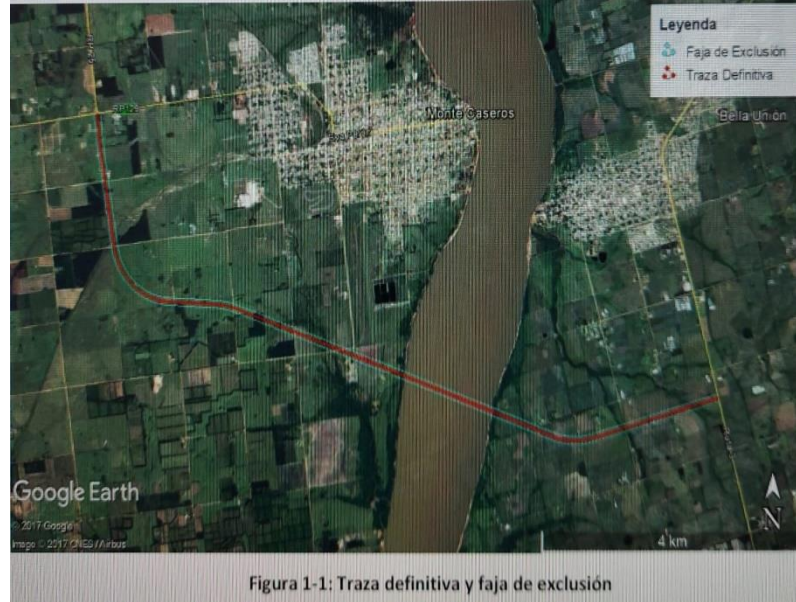 Leyenda
Faja de Exclusión
Traza Definitiva
Monte Caseros
Bella Unión
Google Earth
© 2017 Google
Image © 2017 CNES / Airbus
N
4 km
Figura 1-1: Traza definitiva y faja de exclusión